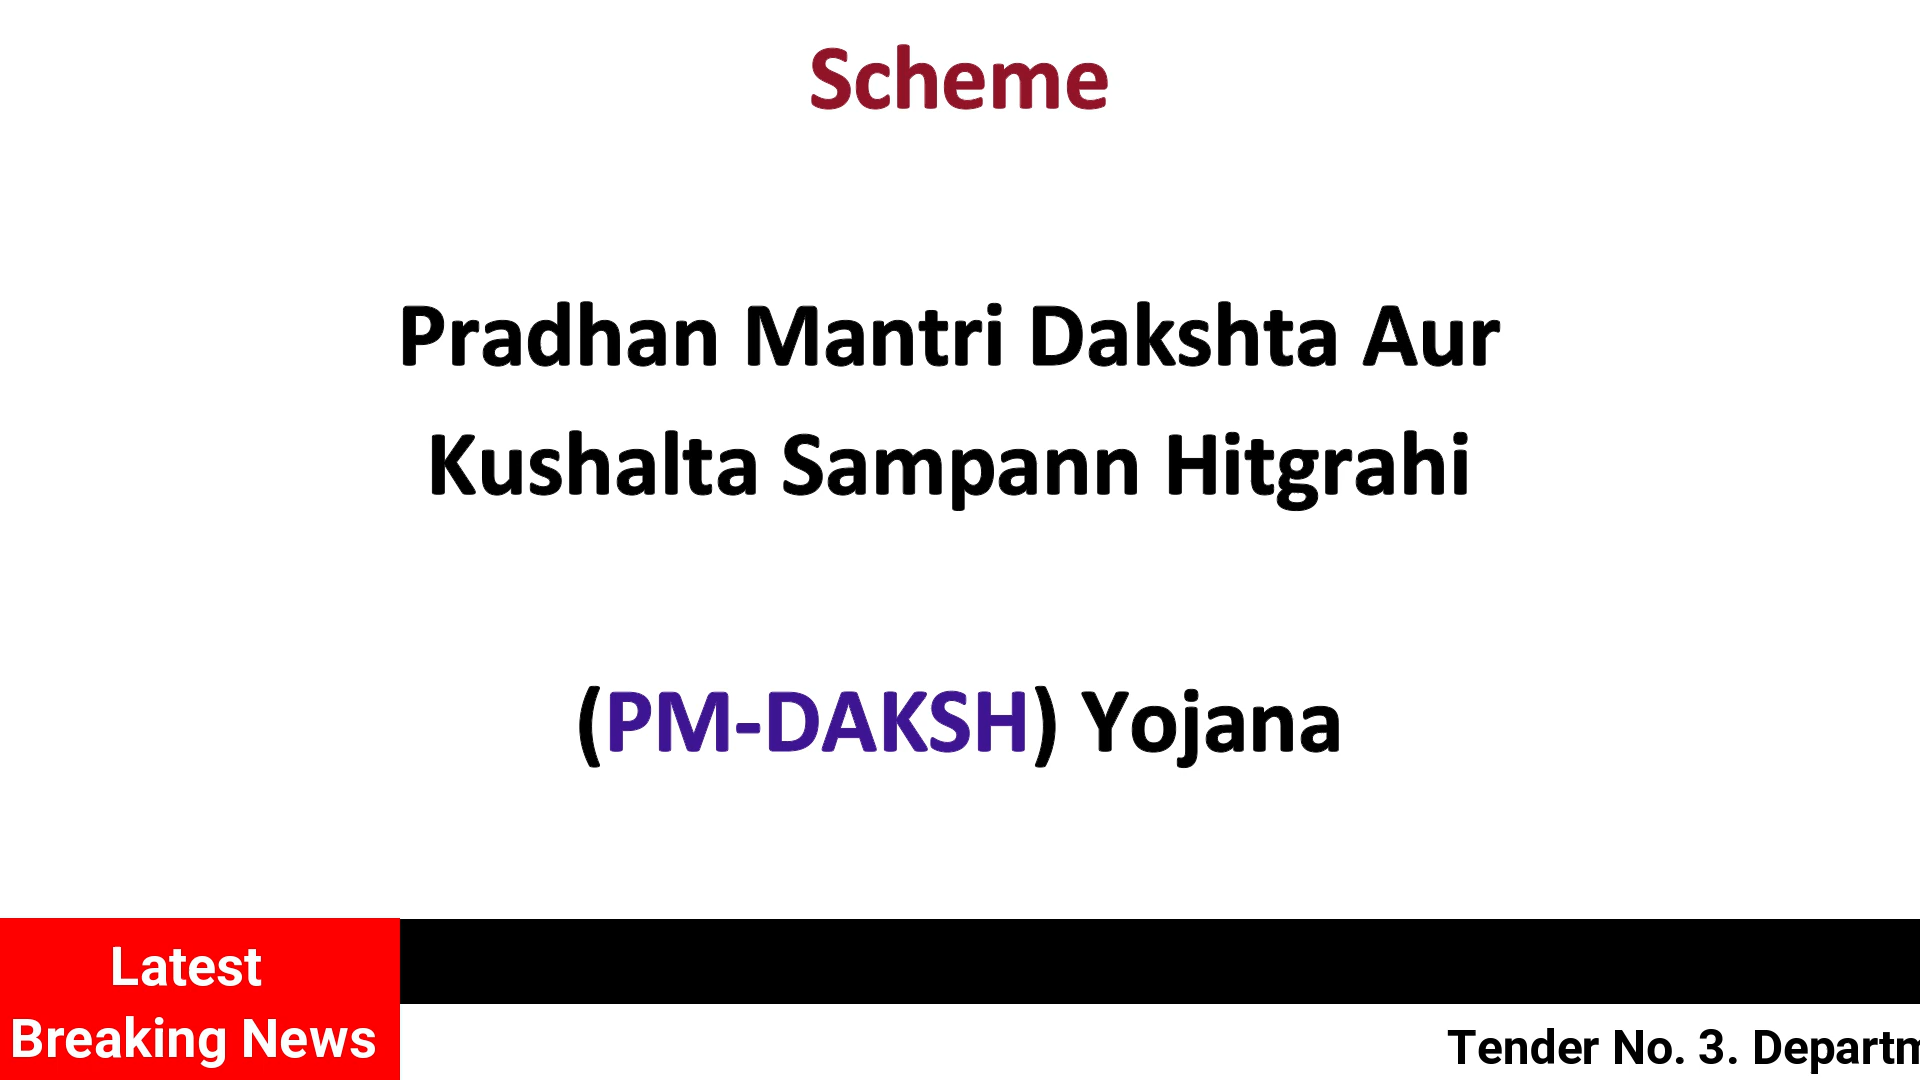 Scheme
Pradhan Mantri Dakshta Aur
Kushalta Sampann Hitgrahi
(PM-DAKSH) Yojana
Latest
Breaking News
Tender No. 3.